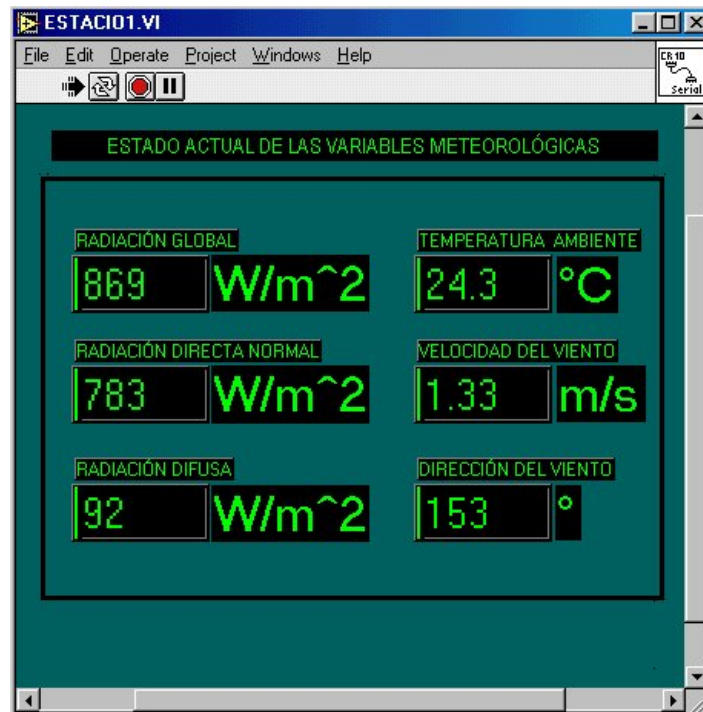 ESTACIO1.VI
File Edit Operate Project Windows Help
CR10
Serial
ESTADO ACTUAL DE LAS VARIABLES METEOROLÓGICAS
RADIACIÓN GLOBAL
869 W/m^2
TEMPERATURA AMBIENTE
24.3 °C
RADIACIÓN DIRECTA NORMAL
783 W/m^2
VELOCIDAD DEL VIENTO
1.33 m/s
RADIACIÓN DIFUSA
92 W/m^2
DIRECCIÓN DEL VIENTO
153 °